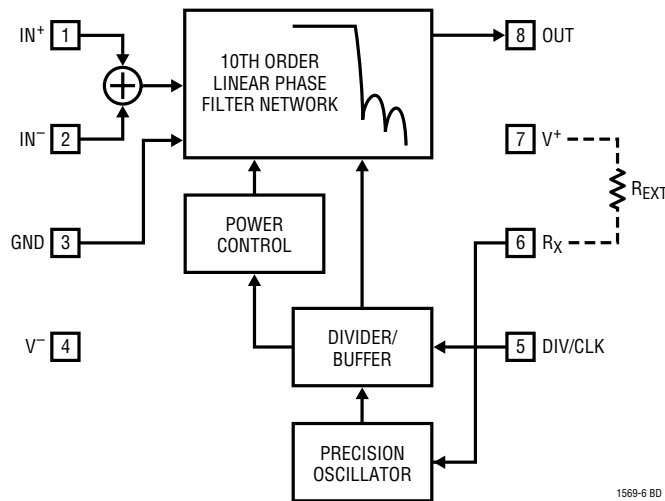 IN+ 1
2 IN−
GND 3
V− 4
10TH ORDER
LINEAR PHASE
FILTER NETWORK
POWER
CONTROL
DIVIDER/
BUFFER
PRECISION
OSCILLATOR
8 OUT
7 V+
REXT
6 RX
5 DIV/CLK
1569-6 BD